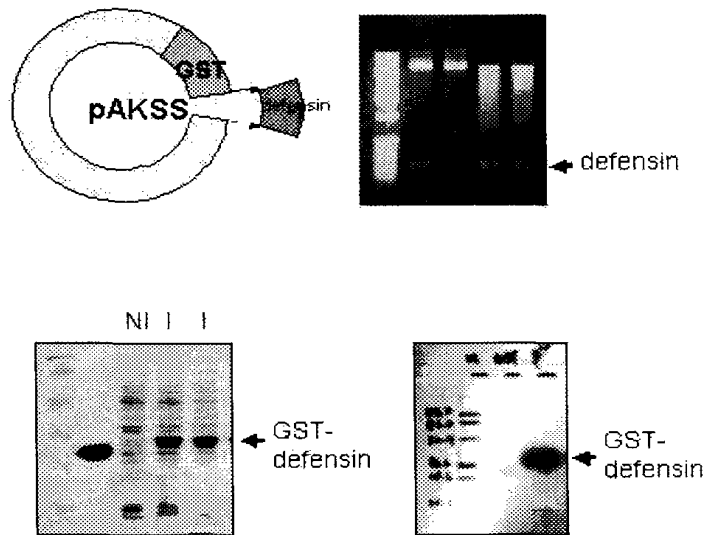 GST
pAKSS
defensin
defensin
NI I I
GST-
defensin
GST-
defensin